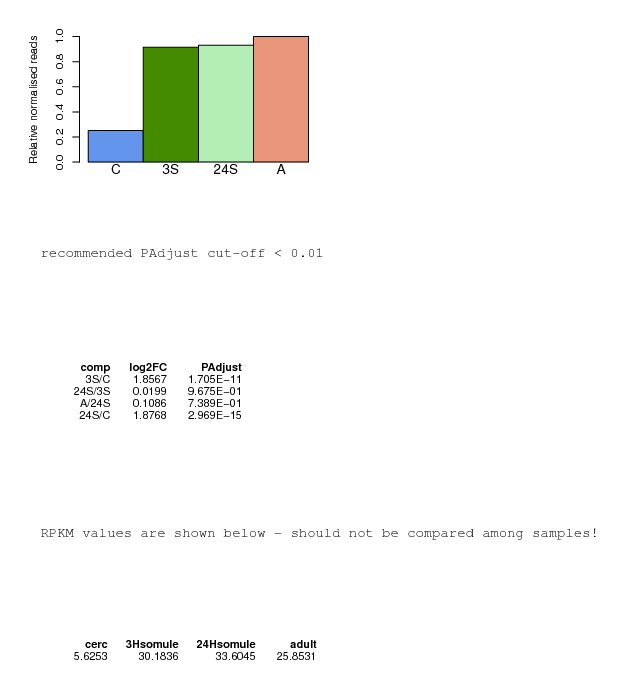 Relative normalised reads
1.0
0.8
0.6
0.4
0.2
0.0
C 3S 24S A
recommended PAdjust cut-off < 0.01
comp log2FC PAdjust
3S/C 1.8567 1.705E−11
24S/3S 0.0199 9.675E−01
A/24S 0.1086 7.389E−01
24S/C 1.8768 2.969E−15
RPKM values are shown below - should not be compared among samples!
cerc 3Hsomule 24Hsomule adult
5.6253 30.1836 33.6045 25.8531